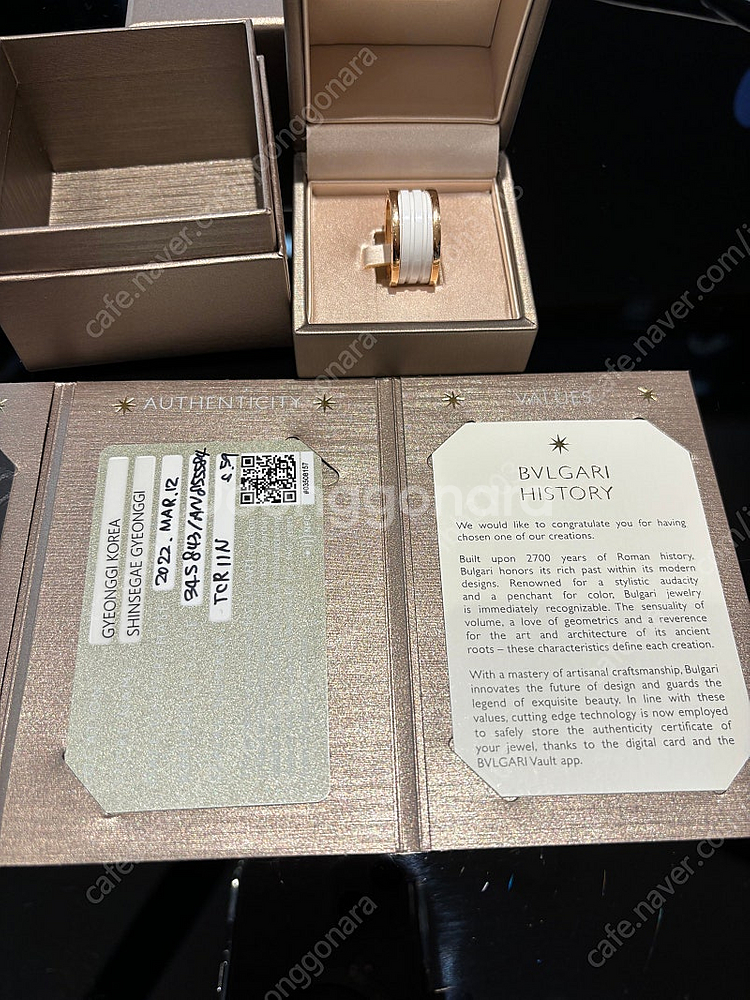 AUTHENTICITY
GYEONGGI KOREA
SHINSEGAE GYEONGGI
2022. MAR. 12
TCR IIN
#03508157
VALUES
BVLGARI
HISTORY
We would like to congratulate you for having
chosen one of our creations.
Built upon 2700 years of Roman history,
Bulgari honors its rich past within its modern
designs. Renowned for a stylistic audacity
and a penchant for color, Bulgari jewelry
is immediately recognizable. The sensuality of
volume, a love of geometrics and a reverence
for the art and architecture of its ancient
roots – these characteristics define each creation.
With a mastery of artisanal craftsmanship, Bulgari
innovates the future of design and guards the
legend of exquisite beauty. In line with these
values, cutting edge technology is now employed
to safely store the authenticity certificate of
your jewel, thanks to the digital card and the
BVLGARI Vault app.
joonggonara
cafe.naver.com